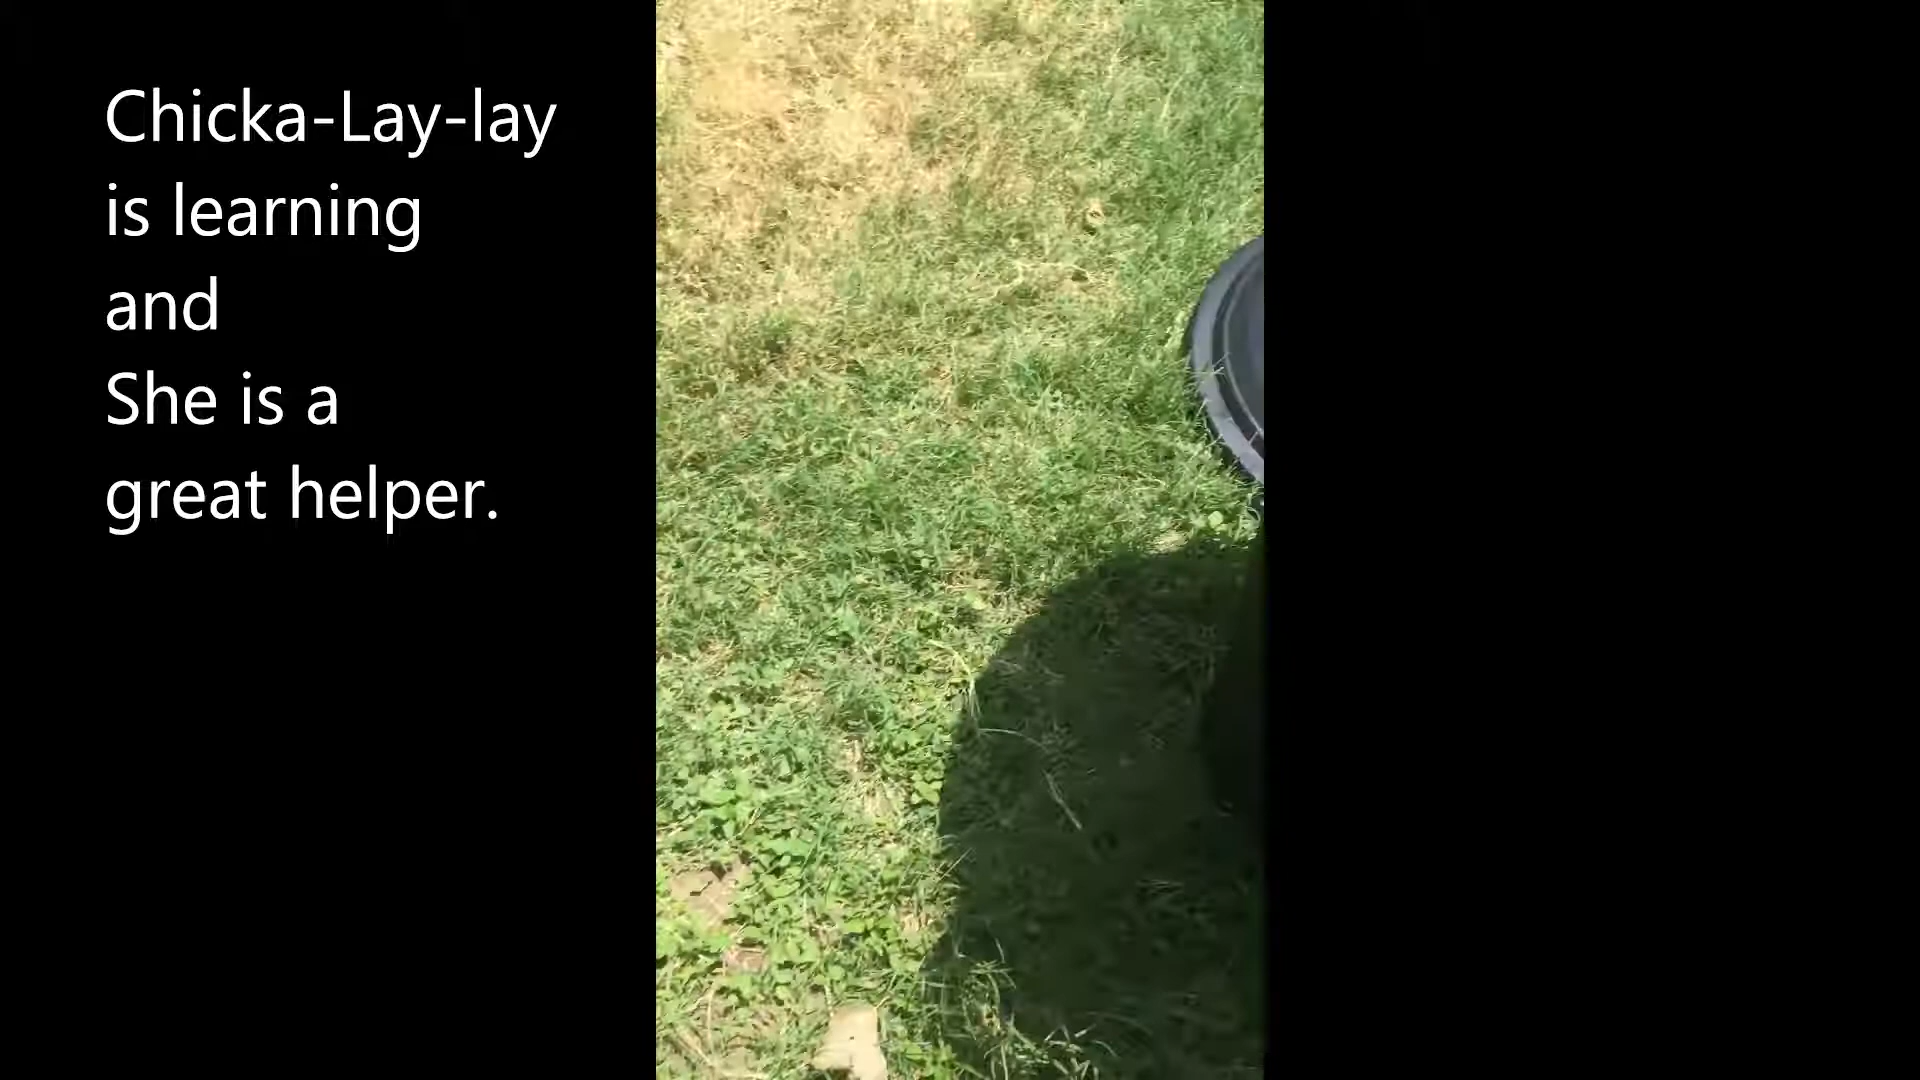 Chicka-Lay-lay
is learning
and
She is a
great helper.